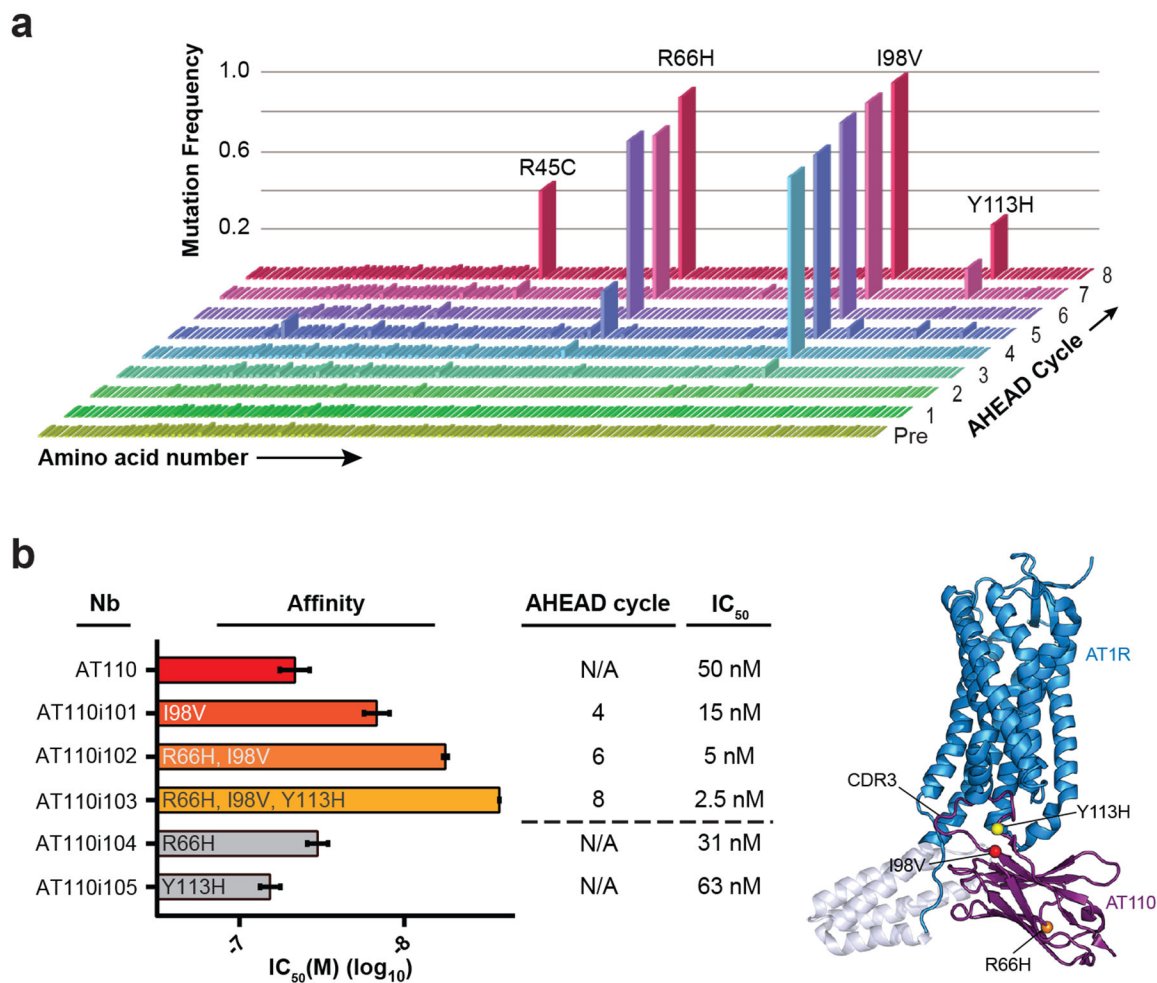 a
Mutation Frequency
1.0
0.6
0.2
R45C
R66H
I98V
Y113H
8
7
6
5
4
3
2
1
Pre
AHEAD Cycle
Amino acid number
b
Nb Affinity AHEAD cycle IC50
AT110 N/A 50 nM
AT110i101 I98V 4 15 nM
AT110i102 R66H, I98V 6 5 nM
AT110i103 R66H, I98V, Y113H 8 2.5 nM
AT110i104 R66H N/A 31 nM
AT110i105 Y113H N/A 63 nM
-7 -8
IC50(M) (log10)
AT1R
CDR3
Y113H
I98V
AT110
R66H